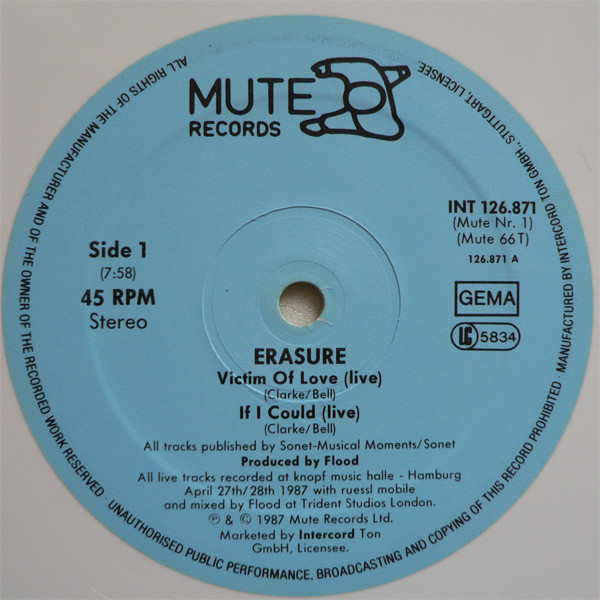 MUTE
RECORDS
INT 126.871
(Mute Nr. 1)
(Mute 66 T)
126.871 A
Side 1
(7:58)
45 RPM
Stereo
GEMA
LC 5834
ERASURE
Victim Of Love (live)
(Clarke/Bell)
If I Could (live)
(Clarke/Bell)
All tracks published by Sonet-Musical Moments/Sonet
Produced by Flood
All live tracks recorded at knopf music halle - Hamburg
April 27th/28th 1987 with ruessl mobile
and mixed by Flood at Trident Studios London.
℗ & © 1987 Mute Records Ltd.
Marketed by Intercord Ton
GmbH, Licensee.
ALL RIGHTS OF THE MANUFACTURER AND OF THE OWNER OF THE RECORDED WORK RESERVED · UNAUTHORISED PUBLIC PERFORMANCE, BROADCASTING AND COPYING OF THIS RECORD PROHIBITED · MANUFACTURED BY INTERCORD TON GMBH, STUTTGART, LICENSEE.